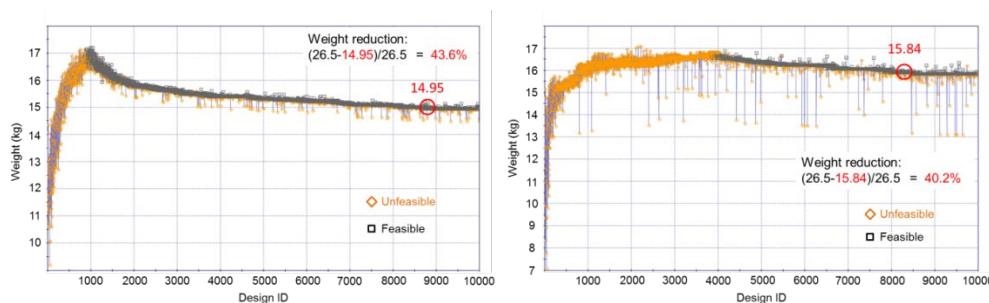 Weight reduction:
(26.5-14.95)/26.5 = 43.6%
14.95
Weight (kg)
17
16
15
14
13
12
11
10
Unfeasible
Feasible
1000 2000 3000 4000 5000 6000 7000 8000 9000 10000
Design ID
15.84
Weight (kg)
18
17
16
15
14
13
12
11
10
9
8
7
Weight reduction:
(26.5-15.84)/26.5 = 40.2%
Unfeasible
Feasible
1000 2000 3000 4000 5000 6000 7000 8000 9000 10000
Design ID